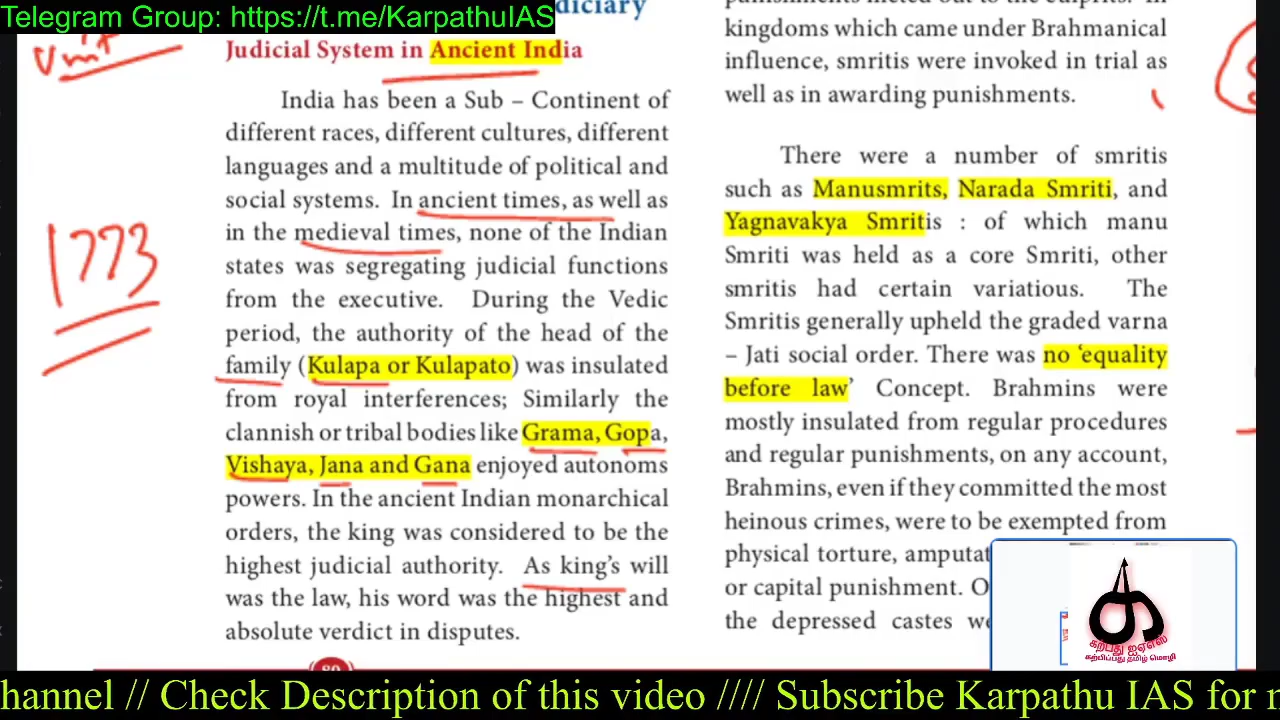 Telegram Group: https://t.me/KarpathuIAS
diciary
Judicial System in Ancient India
India has been a Sub – Continent of
different races, different cultures, different
languages and a multitude of political and
social systems. In ancient times, as well as
in the medieval times, none of the Indian
states was segregating judicial functions
from the executive. During the Vedic
period, the authority of the head of the
family (Kulapa or Kulapato) was insulated
from royal interferences; Similarly the
clannish or tribal bodies like Grama, Gopa,
Vishaya, Jana and Gana enjoyed autonoms
powers. In the ancient Indian monarchical
orders, the king was considered to be the
highest judicial authority. As king's will
was the law, his word was the highest and
absolute verdict in disputes.
1773
kingdoms which came under Brahmanical
influence, smritis were invoked in trial as
well as in awarding punishments.
There were a number of smritis
such as Manusmrits, Narada Smriti, and
Yagnavakya Smritis : of which manu
Smriti was held as a core Smriti, other
smritis had certain variatious. The
Smritis generally upheld the graded varna
– Jati social order. There was no 'equality
before law' Concept. Brahmins were
mostly insulated from regular procedures
and regular punishments, on any account,
Brahmins, even if they committed the most
heinous crimes, were to be exempted from
physical torture, amputat
or capital punishment. O
the depressed castes we
க
கற்பது ஐஏஎஸ்
கற்பிப்பது தமிழ் மொழி
hannel // Check Description of this video //// Subscribe Karpathu IAS for